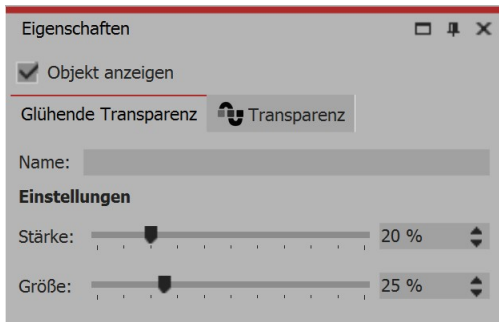 Eigenschaften
Objekt anzeigen
Glühende Transparenz Transparenz
Name:
Einstellungen
Stärke: 20 %
Größe: 25 %